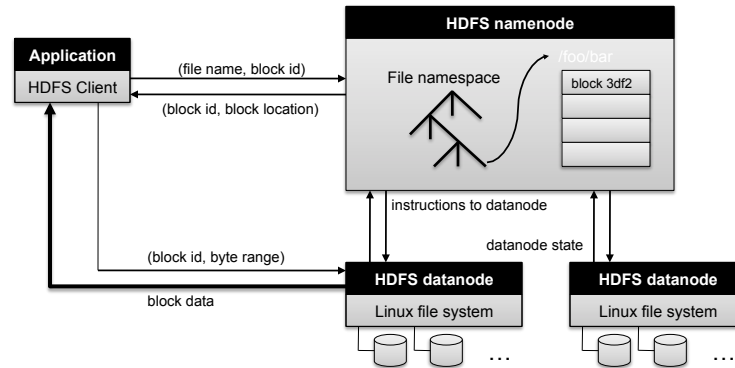 HDFS namenode
Application
HDFS Client
(file name, block id)
(block id, block location)
File namespace
/foo/bar
block 3df2
instructions to datanode
datanode state
(block id, byte range)
block data
HDFS datanode
Linux file system
…
HDFS datanode
Linux file system
…